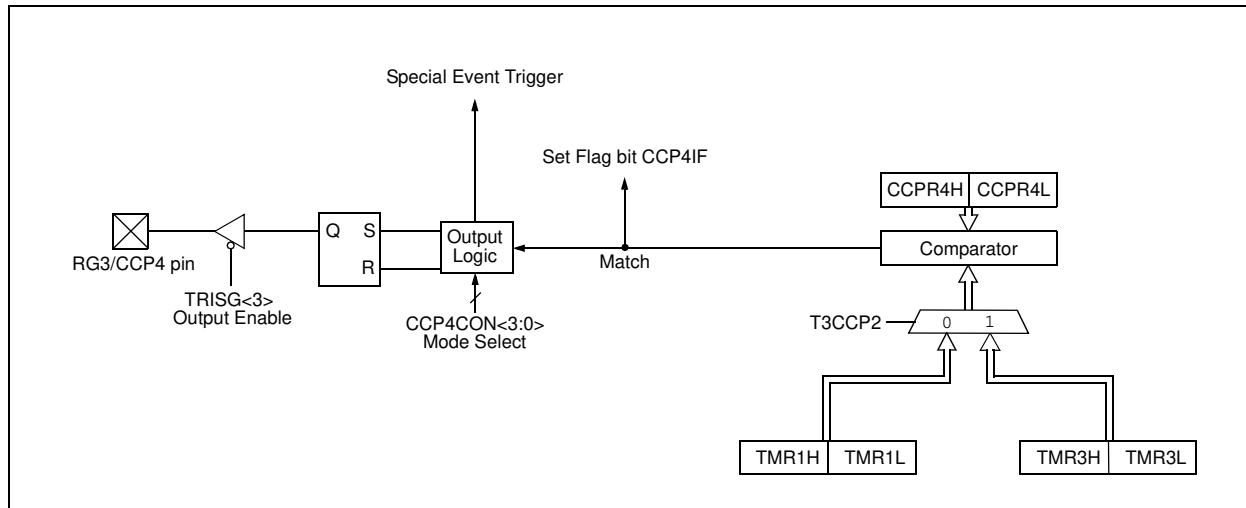 Special Event Trigger
Set Flag bit CCP4IF
CCPR4H CCPR4L
Q S
R
Output
Logic
Comparator
RG3/CCP4 pin
Match
TRISG<3>
Output Enable
CCP4CON<3:0>
Mode Select
T3CCP2
0 1
TMR1H TMR1L
TMR3H TMR3L